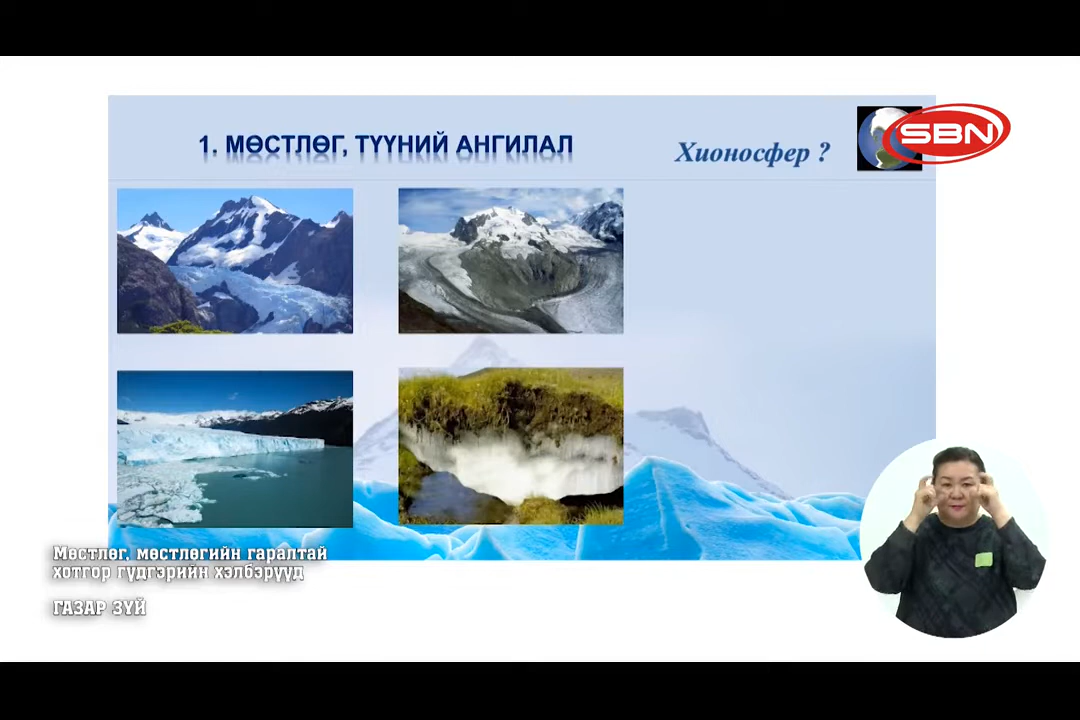 1. МӨСТЛӨГ, ТҮҮНИЙ АНГИЛАЛ
Хионосфер ?
SBN
Мөстлөг, мөстлөгийн гаралтай
хотгор гүдгэрийн хэлбэрүүд
ГАЗАР ЗҮЙ